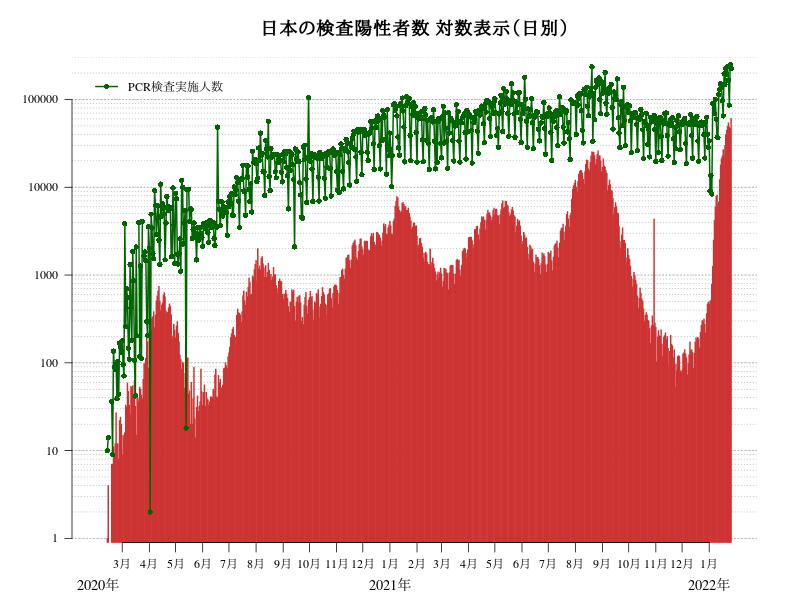 日本の検査陽性者数 対数表示（日別）
PCR検査実施人数
100000
10000
1000
100
10
1
3月 4月 5月 6月 7月 8月 9月 10月 11月 12月 1月 2月 3月 4月 5月 6月 7月 8月 9月 10月 11月 12月 1月
2020年 2021年 2022年